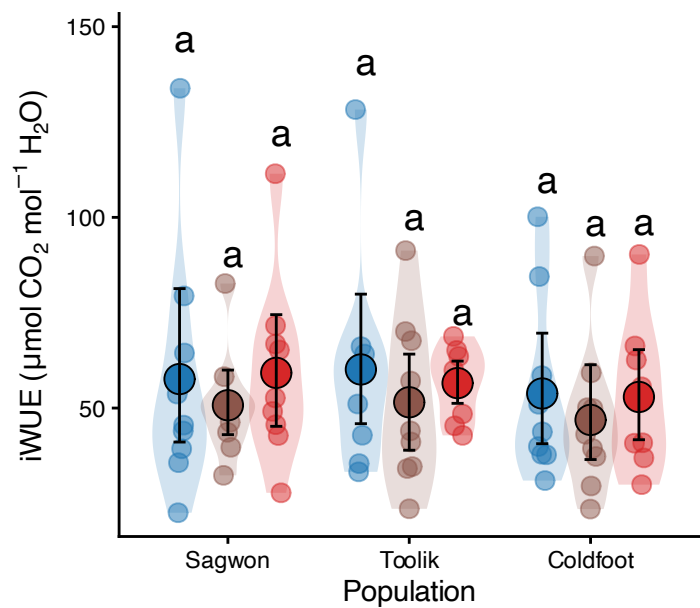 150
100
50
iWUE (µmol CO₂ mol⁻¹ H₂O)
a a a a a a a a a
Sagwon Toolik Coldfoot
Population